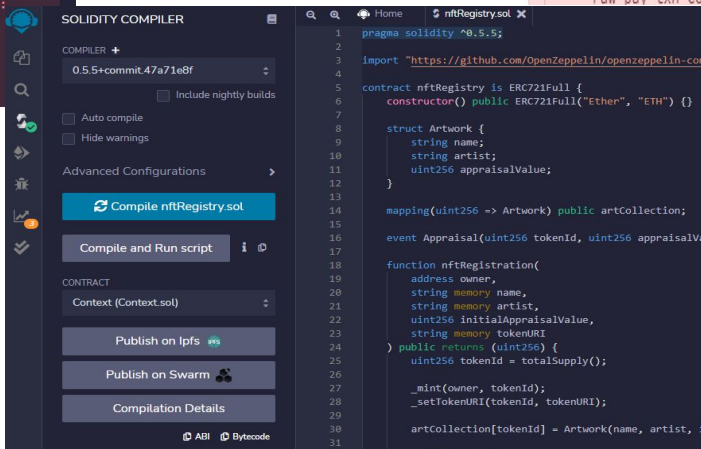 SOLIDITY COMPILER
COMPILER +
0.5.5+commit.47a71e8f
Include nightly builds
Auto compile
Hide warnings
Advanced Configurations
Compile nftRegistry.sol
Compile and Run script
CONTRACT
Context (Context.sol)
Publish on Ipfs
Publish on Swarm
Compilation Details
ABI Bytecode
3
Home nftRegistry.sol
1 pragma solidity ^0.5.5;
2
3 import "https://github.com/OpenZeppelin/openzeppelin-con
4
5 contract nftRegistry is ERC721Full {
6 constructor() public ERC721Full("Ether", "ETH") {}
7
8 struct Artwork {
9 string name;
10 string artist;
11 uint256 appraisalValue;
12 }
13
14 mapping(uint256 => Artwork) public artCollection;
15
16 event Appraisal(uint256 tokenId, uint256 appraisalVa
17
18 function nftRegistration(
19 address owner,
20 string memory name,
21 string memory artist,
22 uint256 initialAppraisalValue,
23 string memory tokenURI
24 ) public returns (uint256) {
25 uint256 tokenId = totalSupply();
26
27 _mint(owner, tokenId);
28 _setTokenURI(tokenId, tokenURI);
29
30 artCollection[tokenId] = Artwork(name, artist,
31